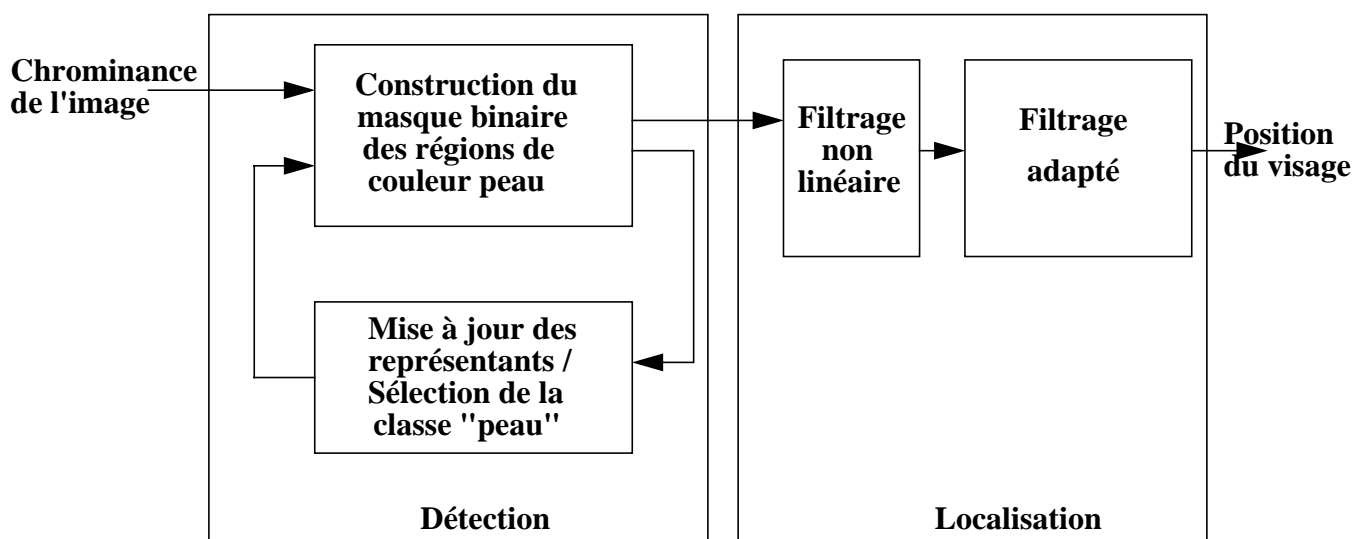 Chrominance
de l'image
Construction du
masque binaire
des régions de
couleur peau
Mise à jour des
représentants /
Sélection de la
classe "peau"
Détection
Filtrage
non
linéaire
Filtrage
adapté
Position
du visage
Localisation